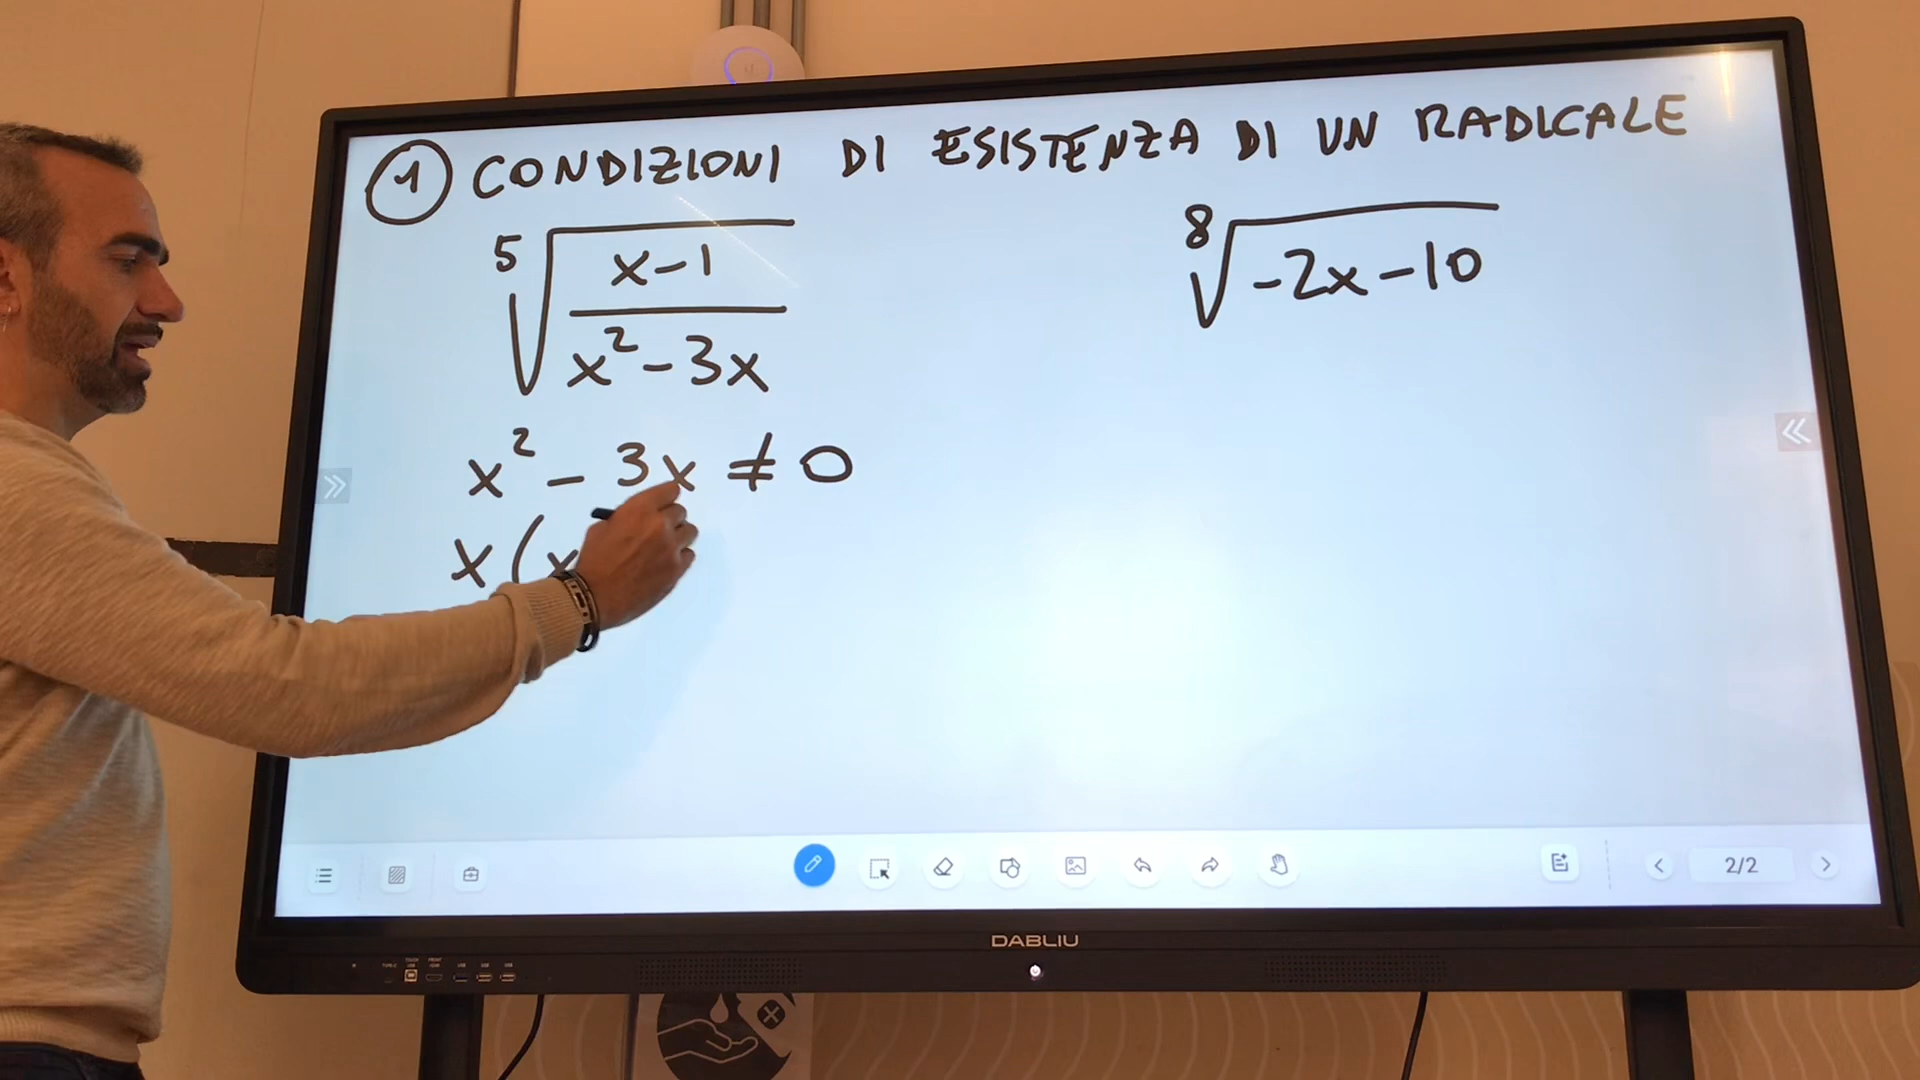 ① CONDIZIONI DI ESISTENZA DI UN RADICALE
5√((x-1)/(x²-3x))
8√(-2x-10)
x² - 3x ≠ 0
x(x
2/2
DABLIU